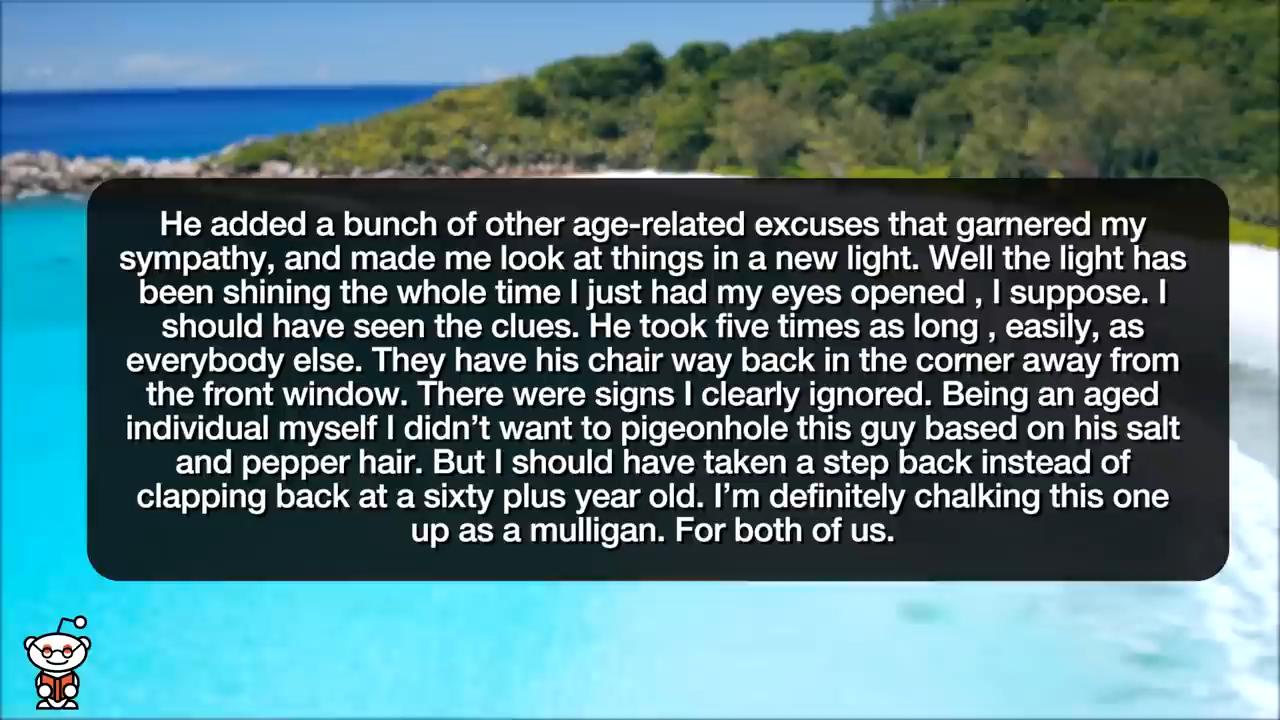 He added a bunch of other age-related excuses that garnered my
sympathy, and made me look at things in a new light. Well the light has
been shining the whole time I just had my eyes opened , I suppose. I
should have seen the clues. He took five times as long , easily, as
everybody else. They have his chair way back in the corner away from
the front window. There were signs I clearly ignored. Being an aged
individual myself I didn’t want to pigeonhole this guy based on his salt
and pepper hair. But I should have taken a step back instead of
clapping back at a sixty plus year old. I’m definitely chalking this one
up as a mulligan. For both of us.